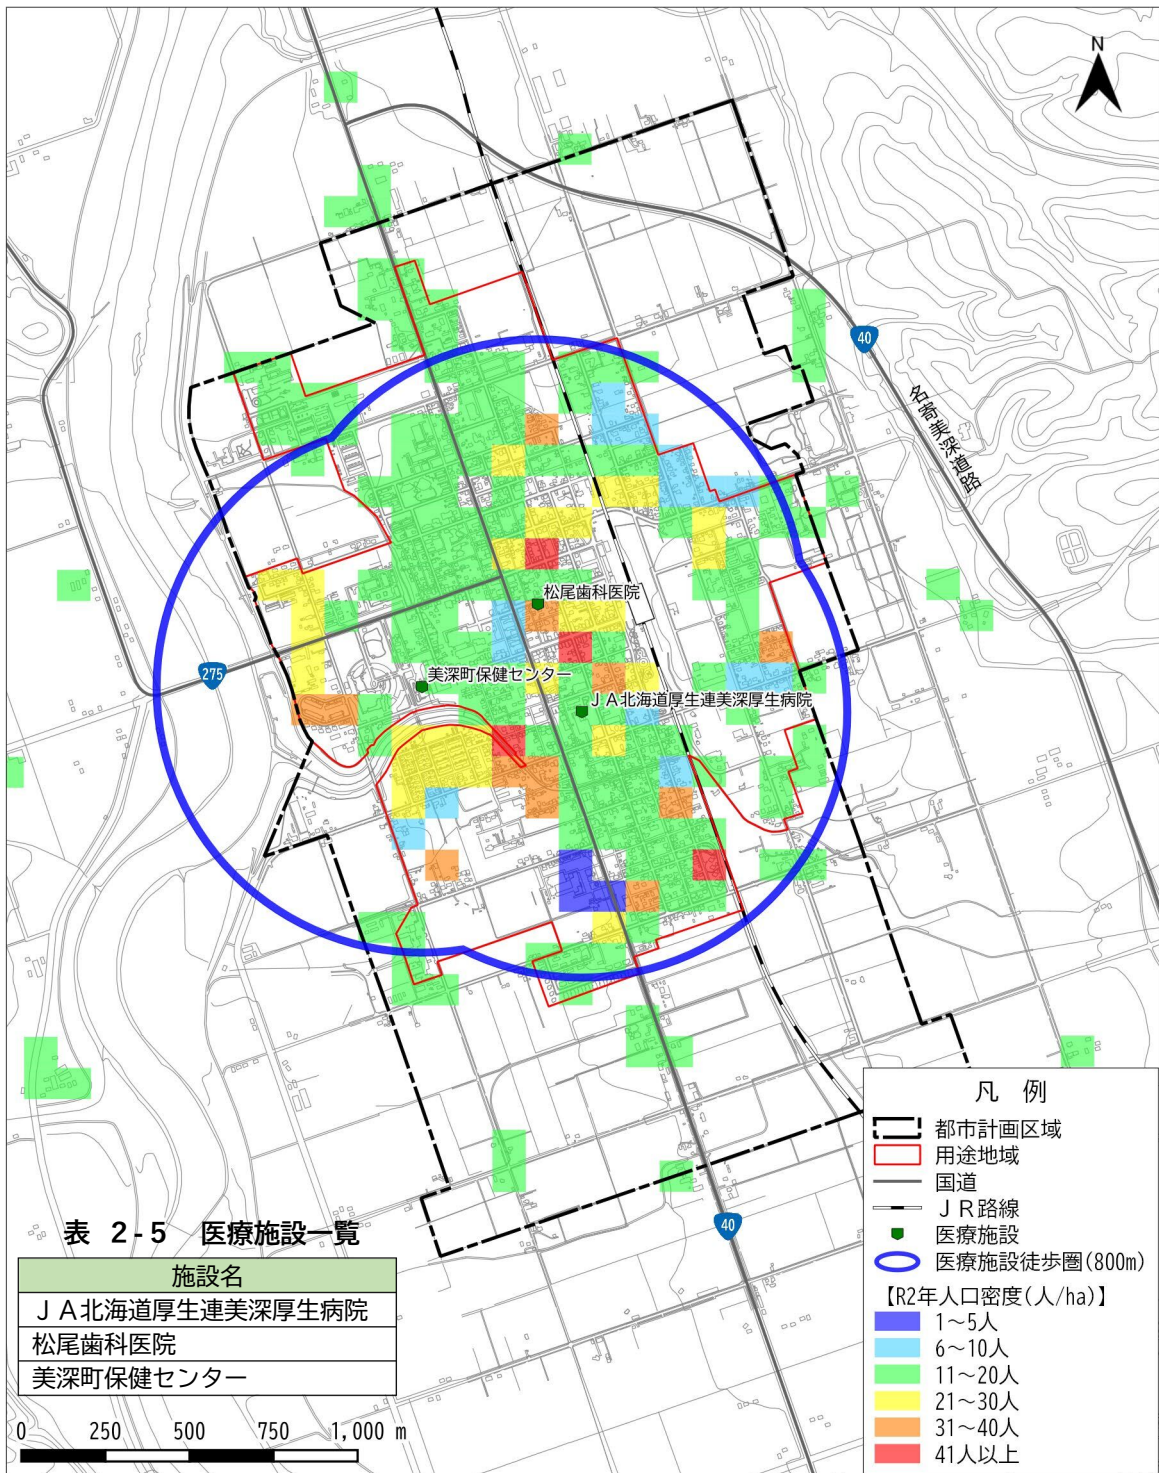 N
40
名寄美深道路
松尾歯科医院
275
美深町保健センター
JA北海道厚生連美深厚生病院
40
表 2-5 医療施設一覧
施設名
JA北海道厚生連美深厚生病院
松尾歯科医院
美深町保健センター
0 250 500 750 1,000 m
凡 例
都市計画区域
用途地域
国道
JR路線
医療施設
医療施設徒歩圏(800m)
【R2年人口密度(人/ha)】
1~5人
6~10人
11~20人
21~30人
31~40人
41人以上